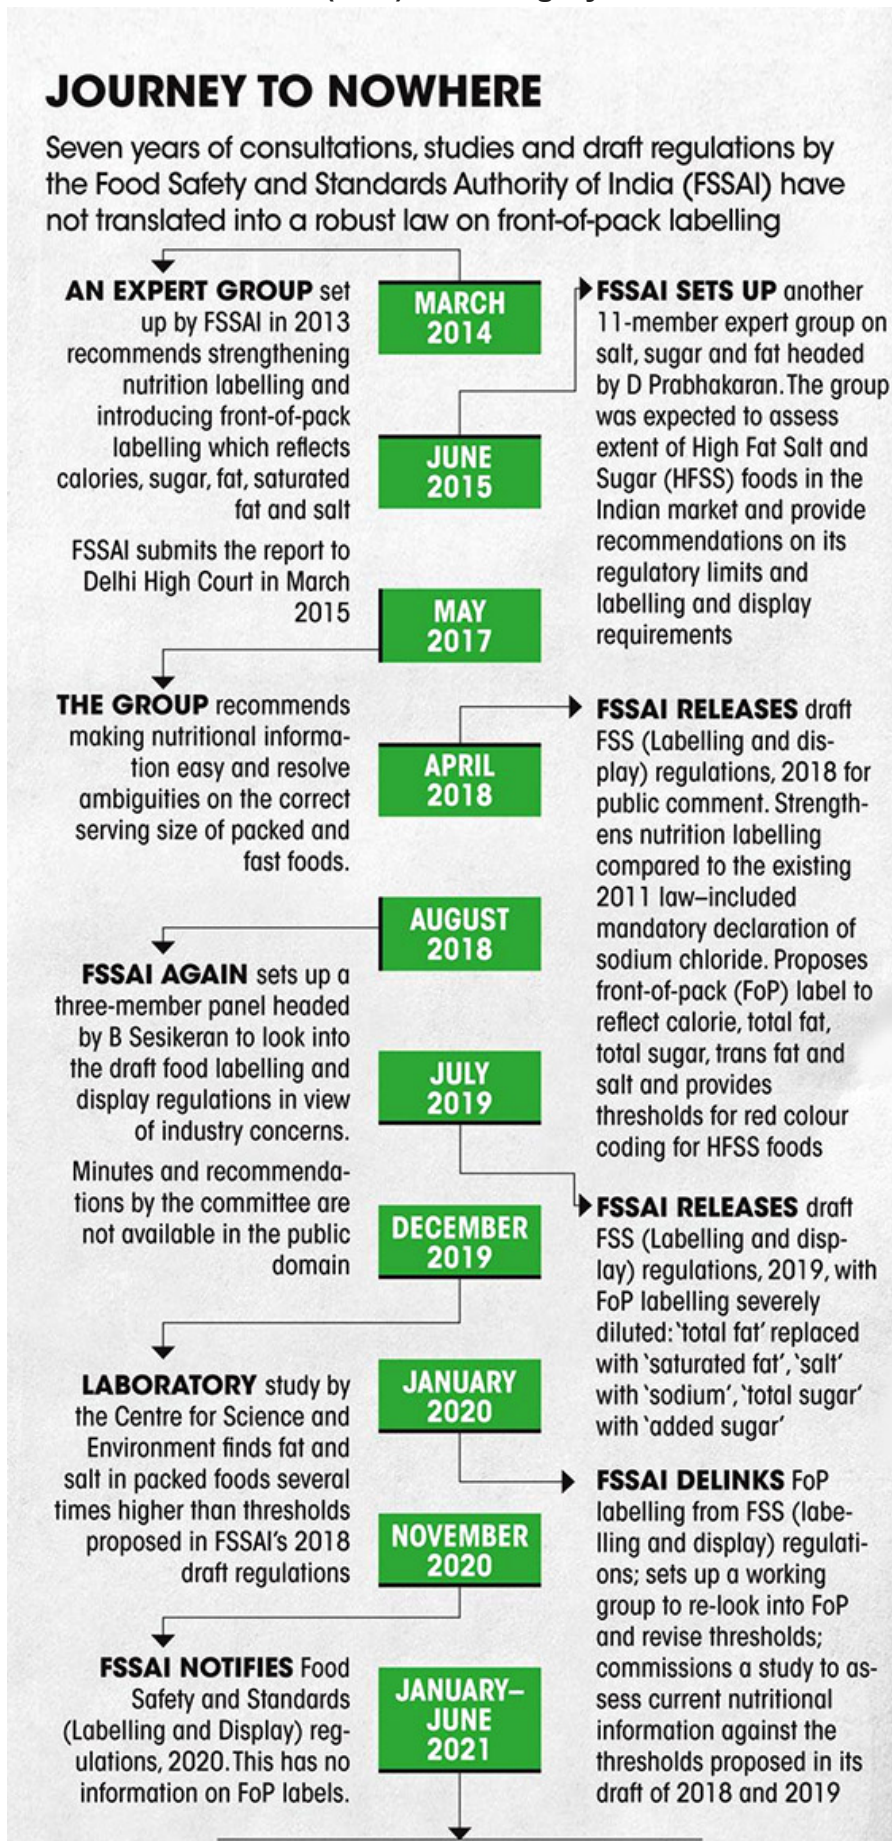 JOURNEY TO NOWHERE
Seven years of consultations, studies and draft regulations by
the Food Safety and Standards Authority of India (FSSAI) have
not translated into a robust law on front-of-pack labelling
MARCH
2014
AN EXPERT GROUP set
up by FSSAI in 2013
recommends strengthening
nutrition labelling and
introducing front-of-pack
labelling which reflects
calories, sugar, fat, saturated
fat and salt
FSSAI submits the report to
Delhi High Court in March
2015
JUNE
2015
FSSAI SETS UP another
11-member expert group on
salt, sugar and fat headed
by D Prabhakaran. The group
was expected to assess
extent of High Fat Salt and
Sugar (HFSS) foods in the
Indian market and provide
recommendations on its
regulatory limits and
labelling and display
requirements
MAY
2017
THE GROUP recommends
making nutritional informa-
tion easy and resolve
ambiguities on the correct
serving size of packed and
fast foods.
APRIL
2018
FSSAI RELEASES draft
FSS (Labelling and dis-
play) regulations, 2018 for
public comment. Strength-
ens nutrition labelling
compared to the existing
2011 law–included
mandatory declaration of
sodium chloride. Proposes
front-of-pack (FoP) label to
reflect calorie, total fat,
total sugar, trans fat and
salt and provides
thresholds for red colour
coding for HFSS foods
AUGUST
2018
FSSAI AGAIN sets up a
three-member panel headed
by B Sesikeran to look into
the draft food labelling and
display regulations in view
of industry concerns.
Minutes and recommenda-
tions by the committee are
not available in the public
domain
JULY
2019
FSSAI RELEASES draft
FSS (Labelling and disp-
lay) regulations, 2019, with
FoP labelling severely
diluted: ‘total fat’ replaced
with ‘saturated fat’, ‘salt’
with ‘sodium’, ‘total sugar’
with ‘added sugar’
DECEMBER
2019
LABORATORY study by
the Centre for Science and
Environment finds fat and
salt in packed foods several
times higher than thresholds
proposed in FSSAI’s 2018
draft regulations
JANUARY
2020
FSSAI DELINKS FoP
labelling from FSS (labe-
lling and display) regulati-
ons; sets up a working
group to re-look into FoP
and revise thresholds;
commissions a study to as-
sess current nutritional
information against the
thresholds proposed in its
draft of 2018 and 2019
NOVEMBER
2020
FSSAI NOTIFIES Food
Safety and Standards
(Labelling and Display) reg-
ulations, 2020. This has no
information on FoP labels.
JANUARY–
JUNE
2021